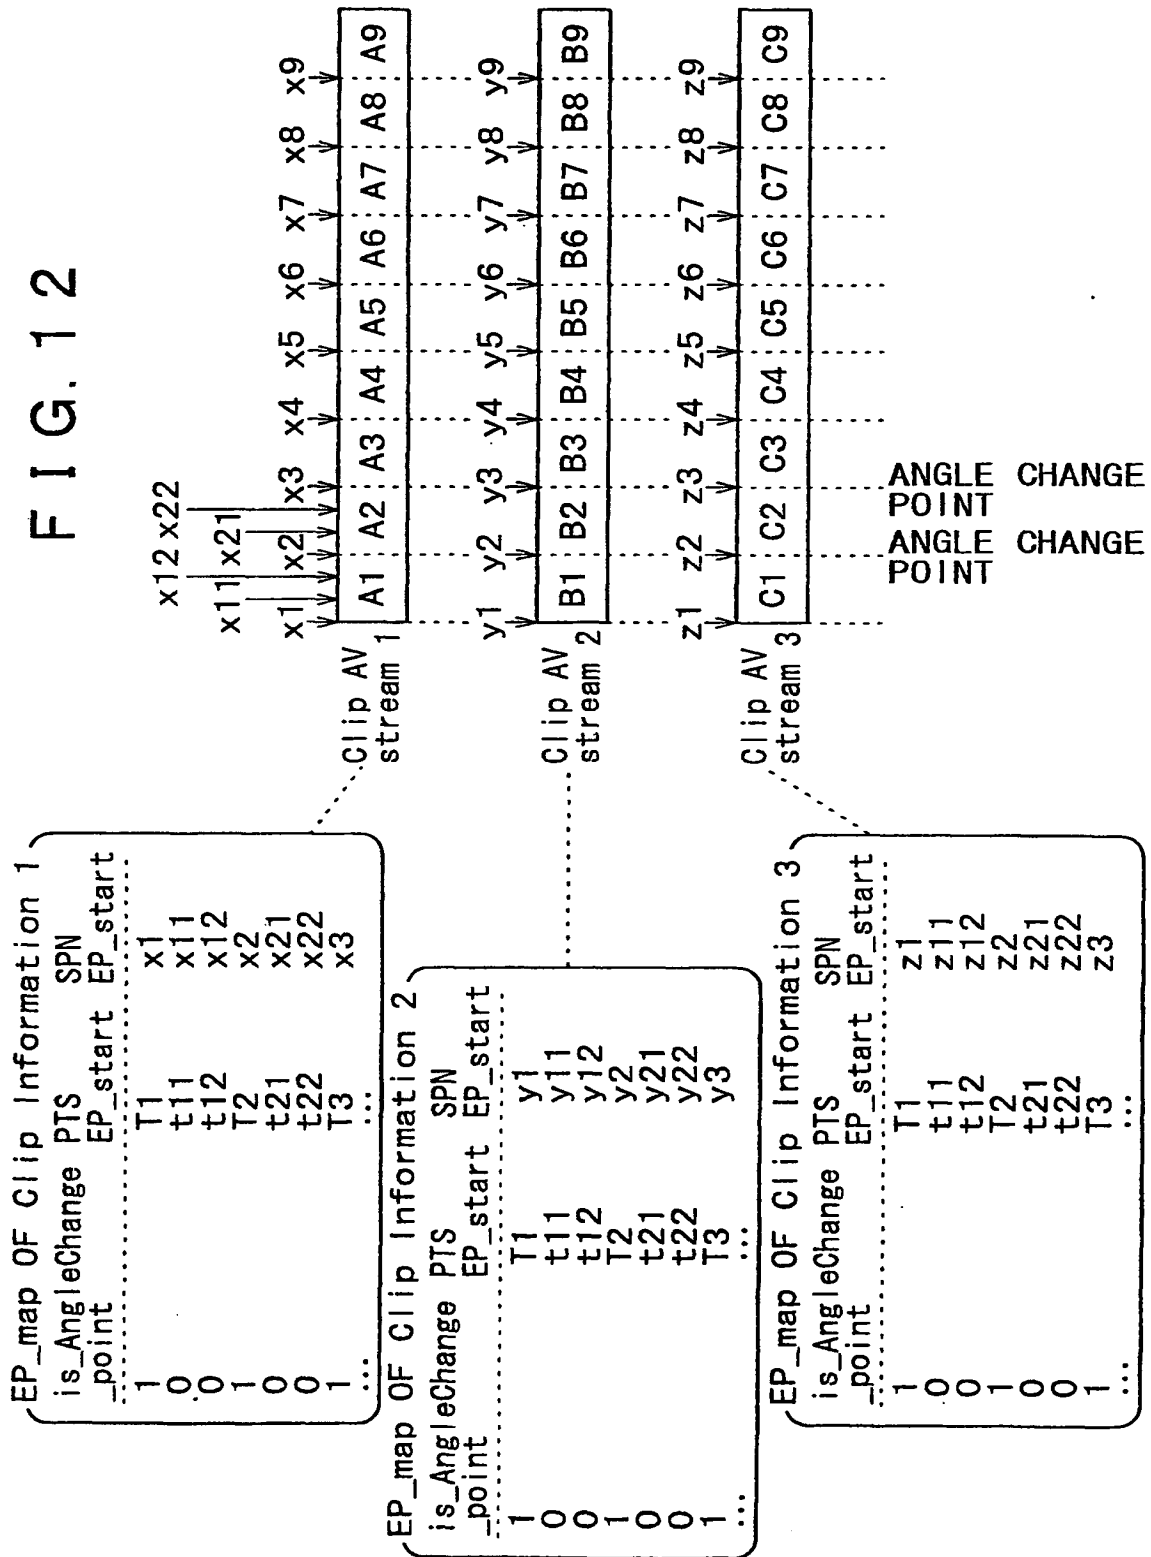 FIG. 12
EP_map OF Clip Information 1
is_AngleChange PTS SPN
_point EP_start EP_start
1 T1 x1
0 t11 x11
0 t12 x12
1 T2 x2
0 t21 x21
0 t22 x22
1 T3 x3
... ...
EP_map OF Clip Information 2
is_AngleChange PTS SPN
_point EP_start EP_start
1 T1 y1
0 t11 y11
0 t12 y12
1 T2 y2
0 t21 y21
0 t22 y22
1 T3 y3
... ...
EP_map OF Clip Information 3
is_AngleChange PTS SPN
_point EP_start EP_start
1 T1 z1
0 t11 z11
0 t12 z12
1 T2 z2
0 t21 z21
0 t22 z22
1 T3 z3
... ...
x12 x22
x11 x21
x1 x2 x3 x4 x5 x6 x7 x8 x9
Clip AV
stream 1
A1 A2 A3 A4 A5 A6 A7 A8 A9
y1 y2 y3 y4 y5 y6 y7 y8 y9
Clip AV
stream 2
B1 B2 B3 B4 B5 B6 B7 B8 B9
z1 z2 z3 z4 z5 z6 z7 z8 z9
Clip AV
stream 3
C1 C2 C3 C4 C5 C6 C7 C8 C9
ANGLE CHANGE
POINT
ANGLE CHANGE
POINT